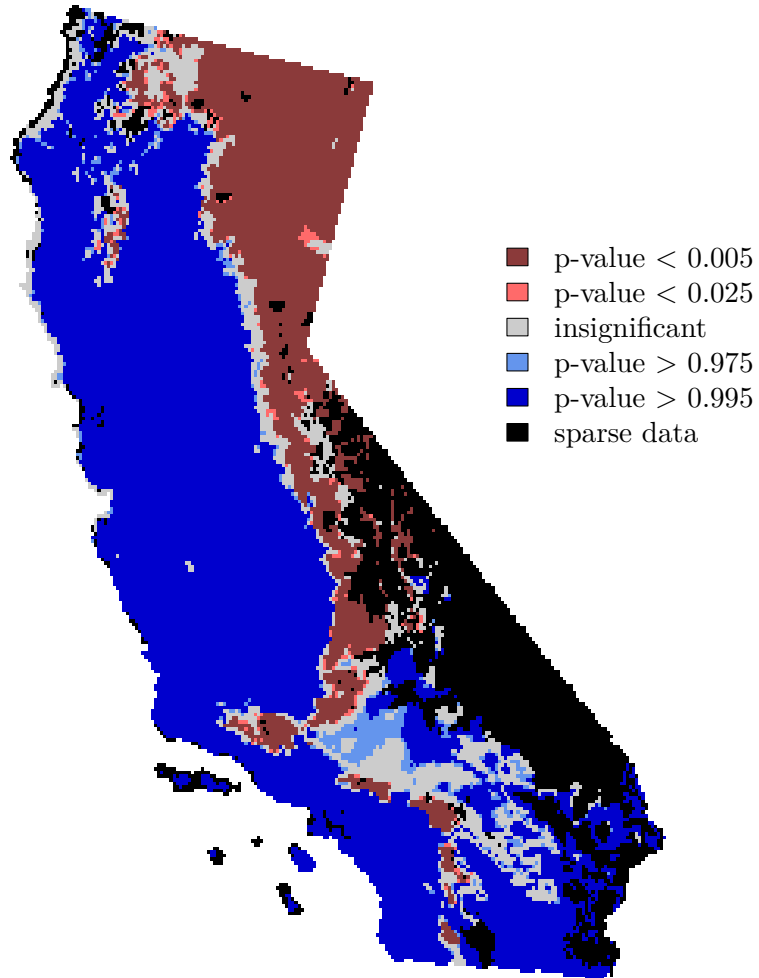 p-value < 0.005
p-value < 0.025
insignificant
p-value > 0.975
p-value > 0.995
sparse data